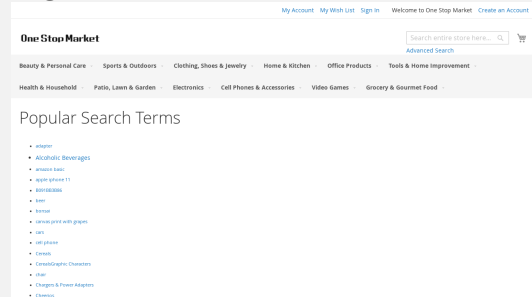 My Account My Wish List Sign In Welcome to One Stop Market Create an Account
One Stop Market
Search entire store here...
Advanced Search
Beauty & Personal Care Sports & Outdoors Clothing, Shoes & Jewelry Home & Kitchen Office Products Tools & Home Improvement
Health & Household Patio, Lawn & Garden Electronics Cell Phones & Accessories Video Games Grocery & Gourmet Food
Popular Search Terms
adapter
Alcoholic Beverages
amazon basic
apple iphone 11
beer
canvas print with grapes
cars
cell phone
Cereals
CerealsGraphic Characters
chair
Chargers & Power Adapters
Cheerios